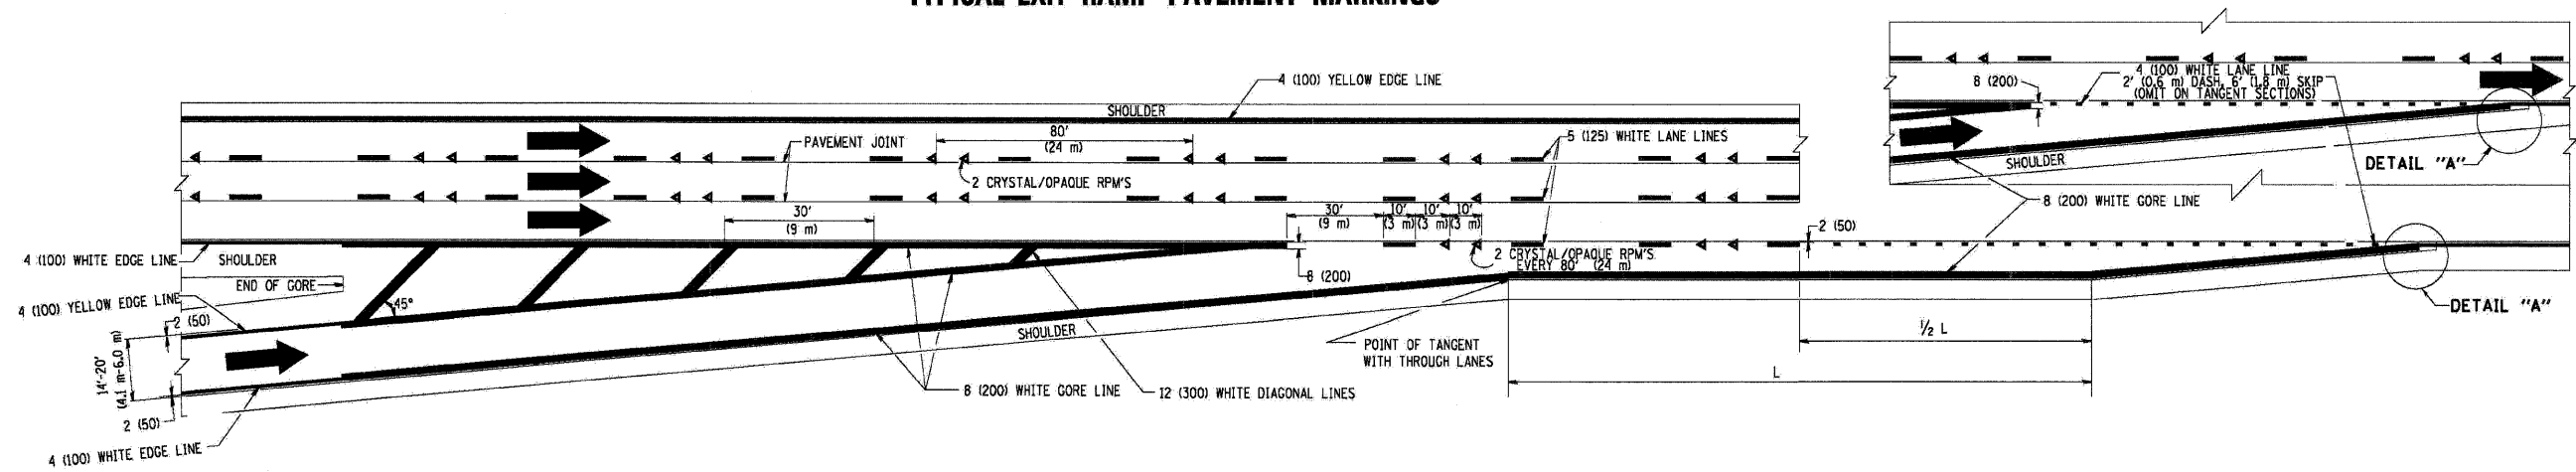 TYPICAL EXIT RAMP PAVEMENT MARKINGS
4 (100) YELLOW EDGE LINE
SHOULDER
PAVEMENT JOINT
80'
(24 m)
5 (125) WHITE LANE LINES
2 CRYSTAL/OPAQUE RPM'S
30'
(9 m)
30'
(9 m)
10'
(3 m)
10'
(3 m)
10'
(3 m)
4 (100) WHITE EDGE LINE
SHOULDER
END OF GORE
4 (100) YELLOW EDGE LINE
2 (50)
45°
14'-20'
(4.1 m-6.0 m)
2 (50)
4 (100) WHITE EDGE LINE
SHOULDER
8 (200) WHITE GORE LINE
12 (300) WHITE DIAGONAL LINES
8 (200)
2 CRYSTAL/OPAQUE RPM'S
EVERY 80' (24 m)
POINT OF TANGENT
WITH THROUGH LANES
2 (50)
1/2 L
L
8 (200)
4 (100) WHITE LANE LINE
2' (0.6 m) DASH, 6' (1.8 m) SKIP
(OMIT ON TANGENT SECTIONS)
SHOULDER
DETAIL "A"
8 (200) WHITE GORE LINE
DETAIL "A"